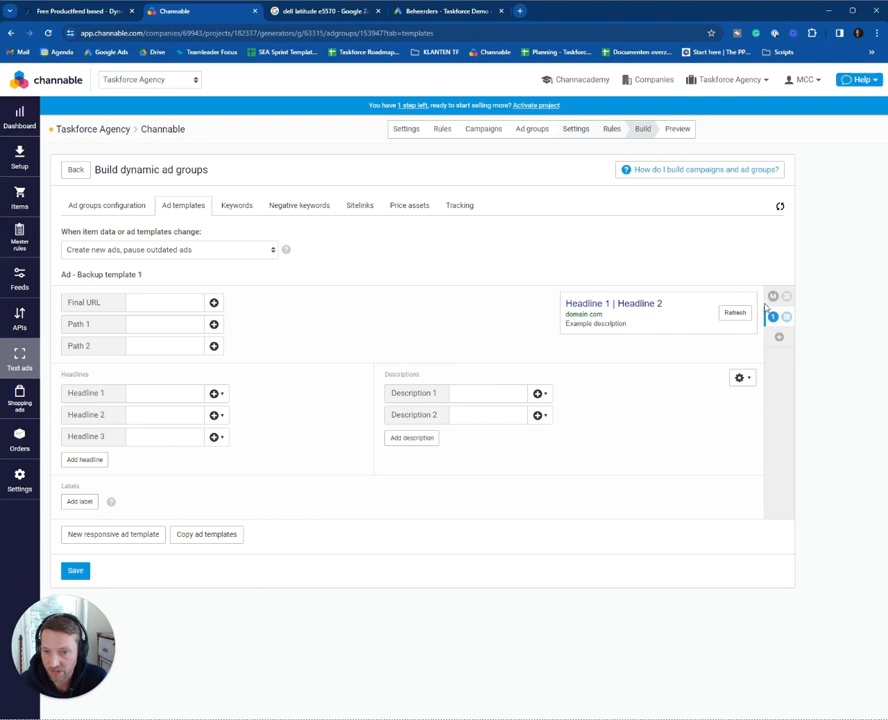 Free Productfeed based - Dyn
Channable
dell latitude e5570 - Google Z
Beheerders - Taskforce Demo
app.channable.com/companies/69943/projects/182337/generators/g/63315/adgroups/153947?tab=templates
Mail
Agenda
Google Ads
Drive
Teamleader Focus
SEA Sprint Templat...
Taskforce Roadmap...
KLANTEN TF
Channable
Planning - Taskforc...
Documenten overz...
Start here | The PP...
Scripts
channable
Taskforce Agency
Channacademy
Companies
Taskforce Agency
MCC
Help
You have 1 step left, ready to start selling more? Activate project
Dashboard
Setup
Items
Master rules
Feeds
APIs
Text ads
Shopping ads
Orders
Settings
Taskforce Agency > Channable
Settings
Rules
Campaigns
Ad groups
Settings
Rules
Build
Preview
Back
Build dynamic ad groups
How do I build campaigns and ad groups?
Ad groups configuration
Ad templates
Keywords
Negative keywords
Sitelinks
Price assets
Tracking
When item data or ad templates change:
Create new ads, pause outdated ads
Ad - Backup template 1
Final URL
Path 1
Path 2
Headline 1 | Headline 2
domain.com
Example description
Refresh
M
1
Headlines
Headline 1
Headline 2
Headline 3
Add headline
Descriptions
Description 1
Description 2
Add description
Labels
Add label
New responsive ad template
Copy ad templates
Save